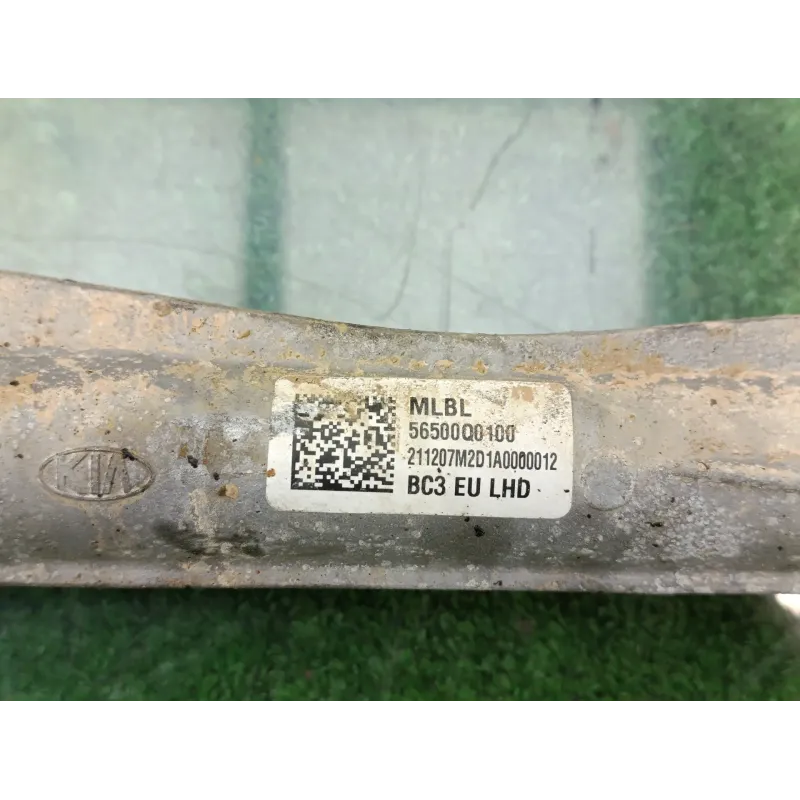 KIA
MLBL
56500Q0100
211207M2D1A0000012
BC3 EU LHD